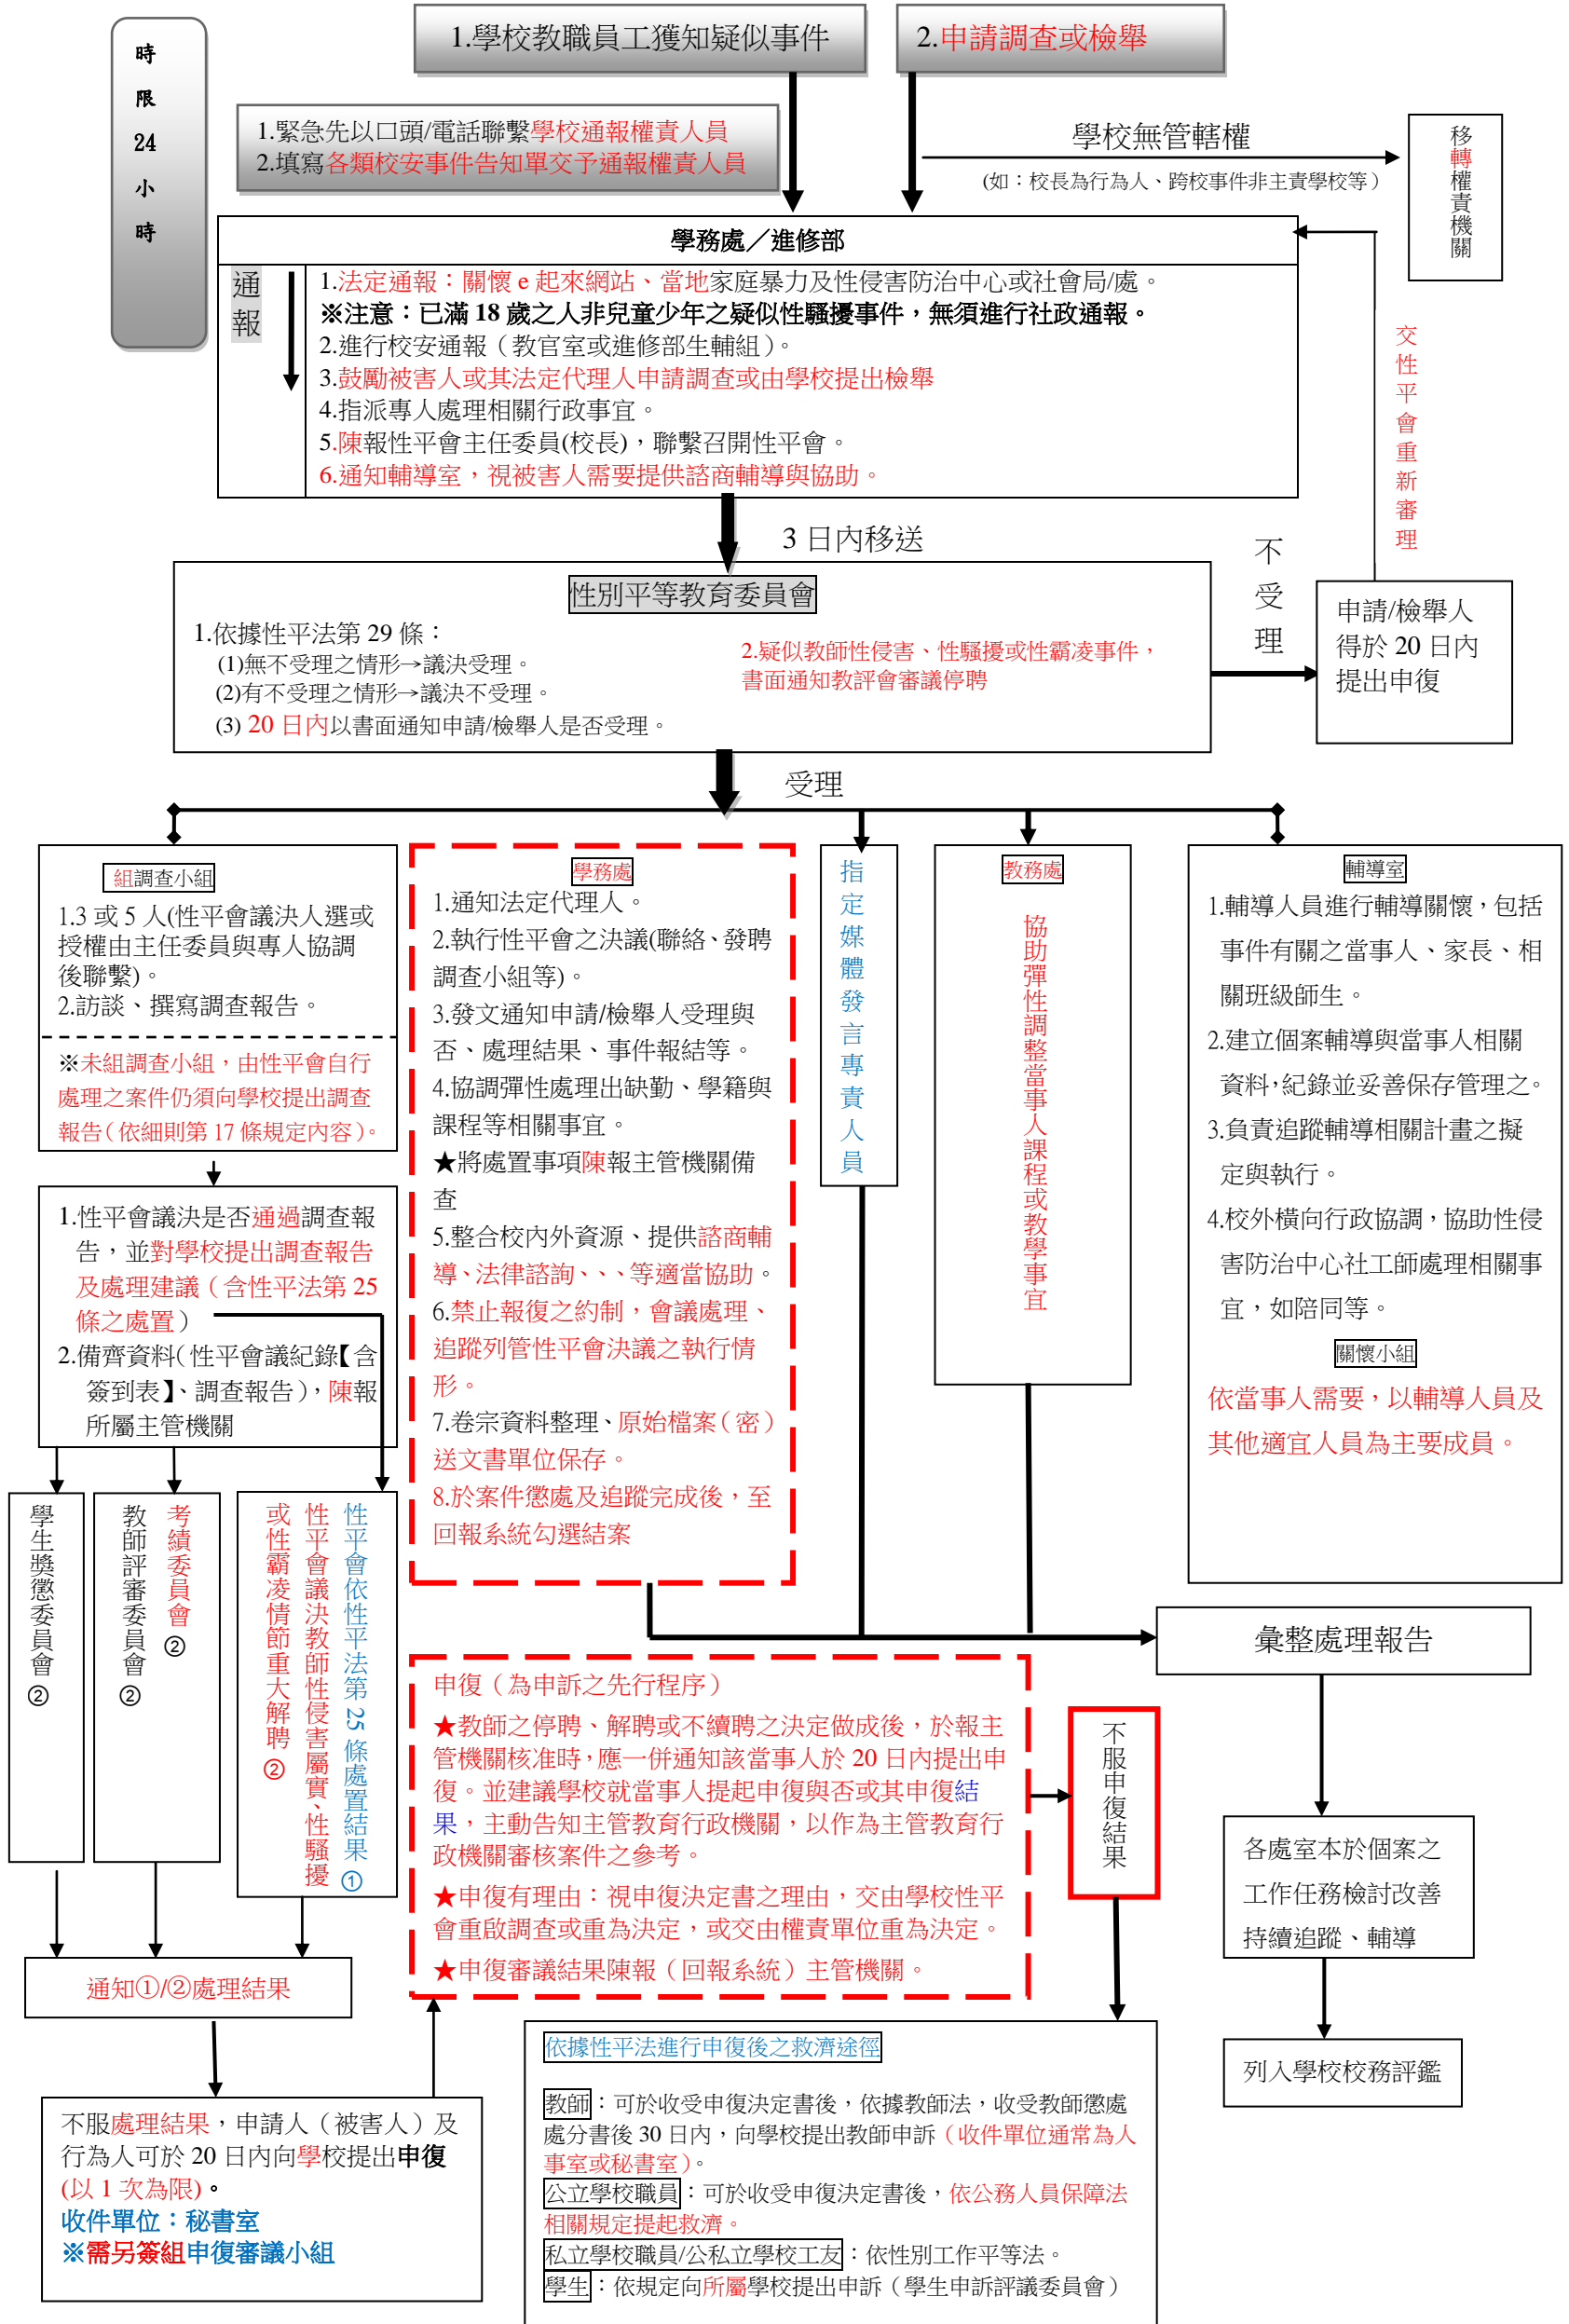 時
限
24
小
時
1.學校教職員工獲知疑似事件
2.申請調查或檢舉
1.緊急先以口頭/電話聯繫學校通報權責人員
2.填寫各類校安事件告知單交予通報權責人員
學校無管轄權
(如：校長為行為人、跨校事件非主責學校等）
移轉權責機關
學務處／進修部
通報
1.法定通報：關懷 e 起來網站、當地家庭暴力及性侵害防治中心或社會局/處。
※注意：已滿 18 歲之人非兒童少年之疑似性騷擾事件，無須進行社政通報。
2.進行校安通報（教官室或進修部生輔組）。
3.鼓勵被害人或其法定代理人申請調查或由學校提出檢舉
4.指派專人處理相關行政事宜。
5.陳報性平會主任委員(校長)，聯繫召開性平會。
6.通知輔導室，視被害人需要提供諮商輔導與協助。
交性平會重新審理
3 日內移送
不受理
性別平等教育委員會
1.依據性平法第 29 條：
(1)無不受理之情形→議決受理。
(2)有不受理之情形→議決不受理。
(3) 20 日內以書面通知申請/檢舉人是否受理。
2.疑似教師性侵害、性騷擾或性霸凌事件，
書面通知教評會審議停聘
申請/檢舉人
得於 20 日內
提出申復
受理
組調查小組
1.3 或 5 人(性平會議決人選或
授權由主任委員與專人協調
後聯繫)。
2.訪談、撰寫調查報告。
※未組調查小組，由性平會自行
處理之案件仍須向學校提出調查
報告（依細則第 17 條規定內容）。
1.性平會議決是否通過調查報
告，並對學校提出調查報告
及處理建議（含性平法第 25
條之處置）
2.備齊資料（性平會議紀錄【含
簽到表】、調查報告），陳報
所屬主管機關
學務處
1.通知法定代理人。
2.執行性平會之決議(聯絡、發聘
調查小組等)。
3.發文通知申請/檢舉人受理與
否、處理結果、事件報結等。
4.協調彈性處理出缺勤、學籍與
課程等相關事宜。
★將處置事項陳報主管機關備
查
5.整合校內外資源、提供諮商輔
導、法律諮詢、、、等適當協助。
6.禁止報復之約制，會議處理、
追蹤列管性平會決議之執行情
形。
7.卷宗資料整理、原始檔案（密）
送文書單位保存。
8.於案件懲處及追蹤完成後，至
回報系統勾選結案
指定媒體發言專責人員
教務處
協助彈性調整當事人課程或教學事宜
輔導室
1.輔導人員進行輔導關懷，包括
事件有關之當事人、家長、相
關班級師生。
2.建立個案輔導與當事人相關
資料，紀錄並妥善保存管理之。
3.負責追蹤輔導相關計畫之擬
定與執行。
4.校外橫向行政協調，協助性侵
害防治中心社工師處理相關事
宜，如陪同等。
關懷小組
依當事人需要，以輔導人員及
其他適宜人員為主要成員。
學生獎懲委員會②
考績委員會②
教師評審委員會②
性平會依性平法第 25 條處置結果①
性平會議決教師性侵害屬實、性騷擾
或性霸凌情節重大解聘②
通知①/②處理結果
不服處理結果，申請人（被害人）及
行為人可於 20 日內向學校提出申復
(以 1 次為限)。
收件單位：秘書室
※需另簽組申復審議小組
申復（為申訴之先行程序）
★教師之停聘、解聘或不續聘之決定做成後，於報主
管機關核准時，應一併通知該當事人於 20 日內提出申
復。並建議學校就當事人提起申復與否或其申復結
果，主動告知主管教育行政機關，以作為主管教育行
政機關審核案件之參考。
★申復有理由：視申復決定書之理由，交由學校性平
會重啟調查或重為決定，或交由權責單位重為決定。
★申復審議結果陳報（回報系統）主管機關。
不服申復結果
依據性平法進行申復後之救濟途徑
教師：可於收受申復決定書後，依據教師法，收受教師懲處
處分書後 30 日內，向學校提出教師申訴（收件單位通常為人
事室或秘書室）。
公立學校職員：可於收受申復決定書後，依公務人員保障法
相關規定提起救濟。
私立學校職員/公私立學校工友：依性別工作平等法。
學生：依規定向所屬學校提出申訴（學生申訴評議委員會）
彙整處理報告
各處室本於個案之
工作任務檢討改善
持續追蹤、輔導
列入學校校務評鑑